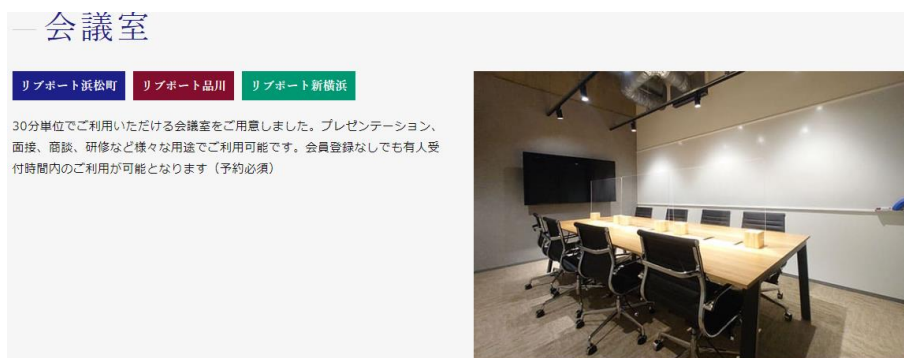 会議室
リブポート浜松町 リブポート品川 リブポート新横浜
30分単位でご利用いただける会議室をご用意しました。プレゼンテーション、
面接、商談、研修など様々な用途でご利用可能です。会員登録なしでも有人受
付時間内のご利用が可能となります（予約必須）